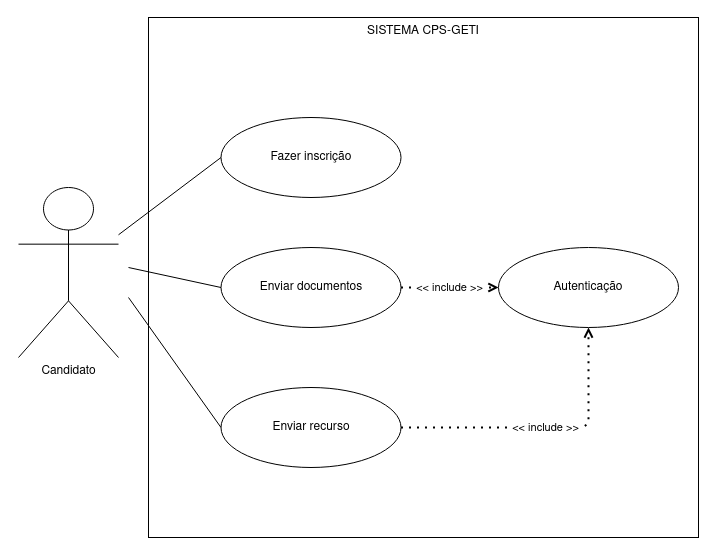 SISTEMA CPS-GETI
Fazer inscrição
Enviar documentos
<< include >>
Autenticação
Candidato
Enviar recurso
<< include >>